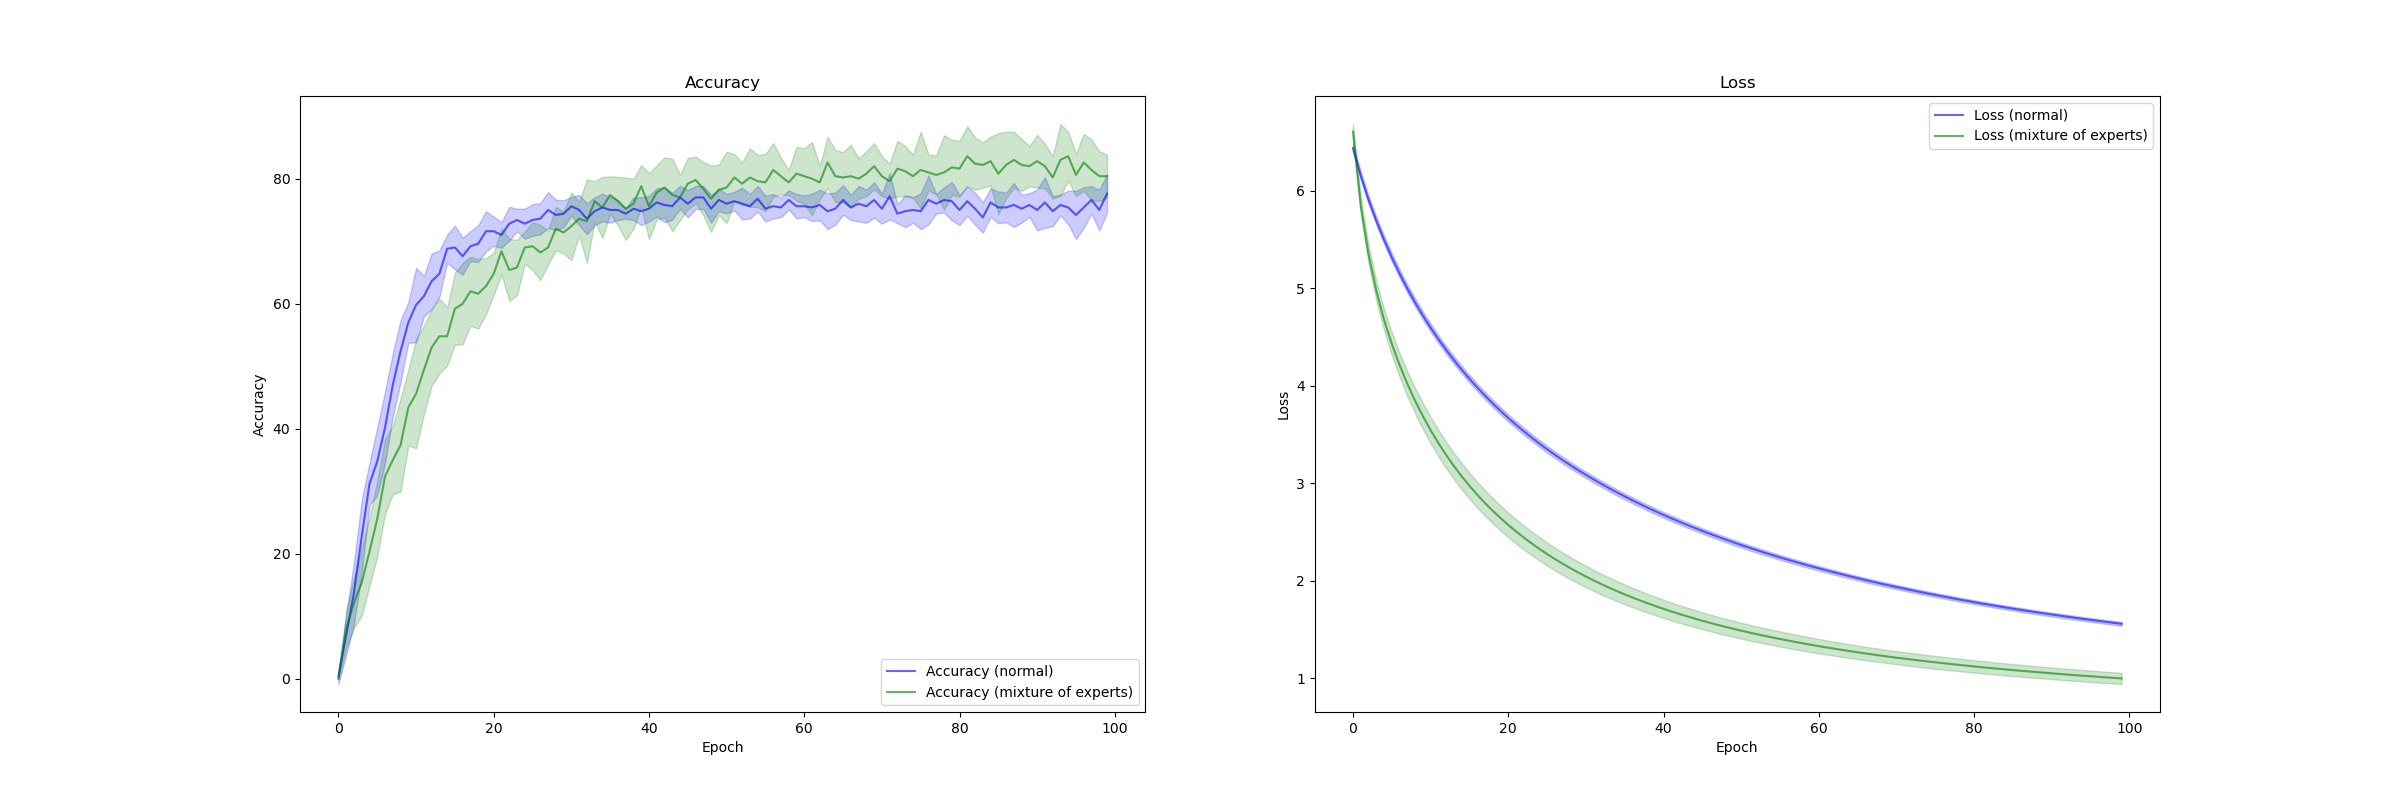 Accuracy
Accuracy
80
60
40
20
0
0 20 40 60 80 100
Epoch
Accuracy (normal)
Accuracy (mixture of experts)
Loss
Loss
6
5
4
3
2
1
0 20 40 60 80 100
Epoch
Loss (normal)
Loss (mixture of experts)